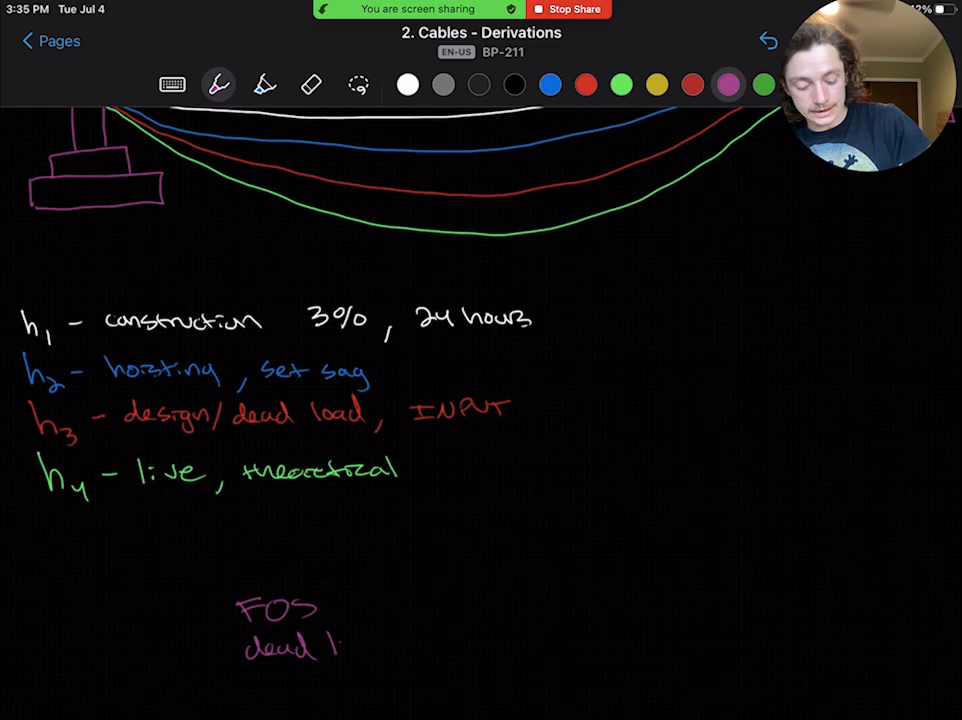 3:35 PM Tue Jul 4
You are screen sharing
Stop Share
2%
Pages
2. Cables - Derivations
EN-US BP-211
h1 - construction 3%, 24 hours
h2 - hoisting, set sag
h3 - design/dead load, INPUT
h4 - live, theoretical
FOS
dead l